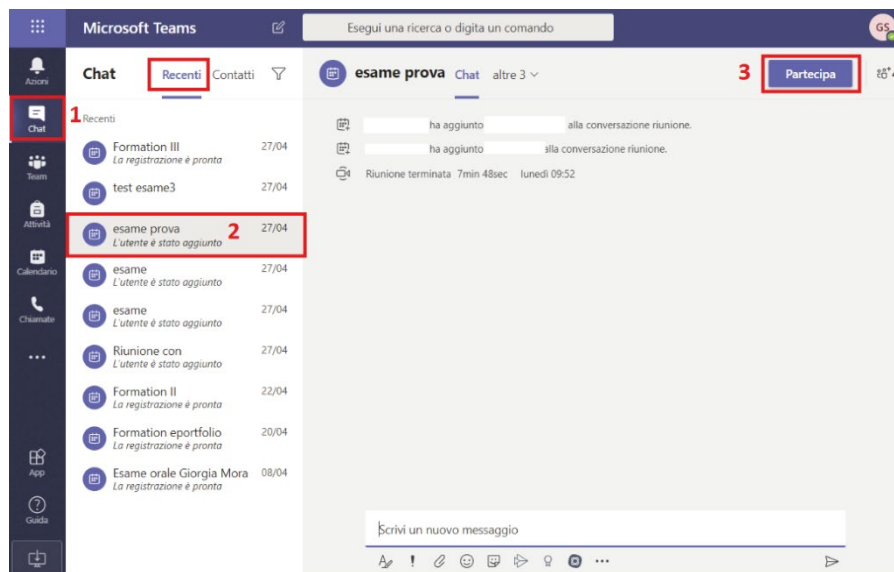 Microsoft Teams
Esegui una ricerca o digita un comando
GS
Azioni
Chat
Team
Attività
Calendario
Chiamate
App
Guida
1
Chat
Recenti
Contatti
Recenti
Formation III
27/04
La registrazione è pronta
test esame3
27/04
esame prova
2
27/04
L'utente è stato aggiunto
esame
27/04
L'utente è stato aggiunto
esame
27/04
L'utente è stato aggiunto
Riunione con
27/04
L'utente è stato aggiunto
Formation II
22/04
La registrazione è pronta
Formation eportfolio
20/04
La registrazione è pronta
Esame orale Giorgia Mora
08/04
La registrazione è pronta
esame prova
Chat
altre 3
3
Partecipa
ha aggiunto alla conversazione riunione.
ha aggiunto alla conversazione riunione.
Riunione terminata 7min 48sec lunedì 09:52
Scrivi un nuovo messaggio